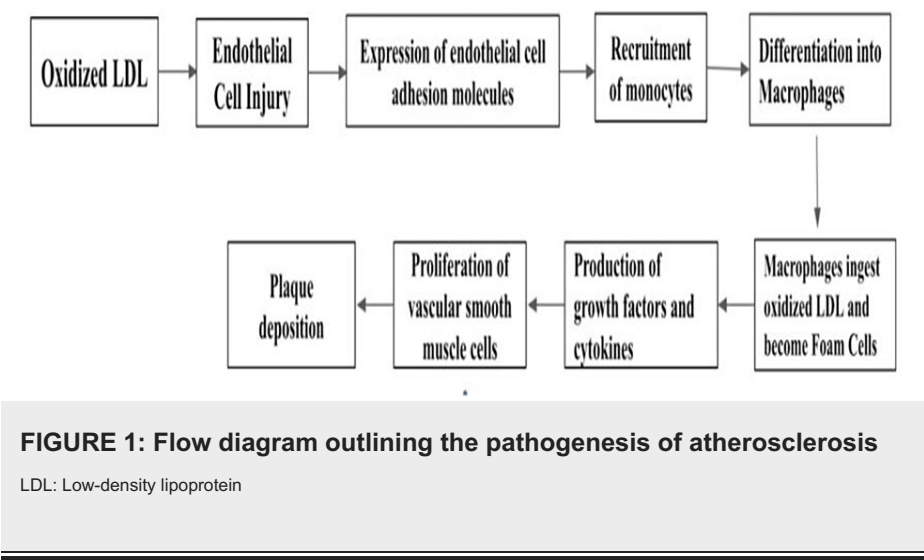 Oxidized LDL
Endothelial
Cell Injury
Expression of endothelial cell
adhesion molecules
Recruitment
of monocytes
Differentiation into
Macrophages
Macrophages ingest
oxidized LDL and
become Foam Cells
Production of
growth factors and
cytokines
Proliferation of
vascular smooth
muscle cells
Plaque
deposition
FIGURE 1: Flow diagram outlining the pathogenesis of atherosclerosis
LDL: Low-density lipoprotein